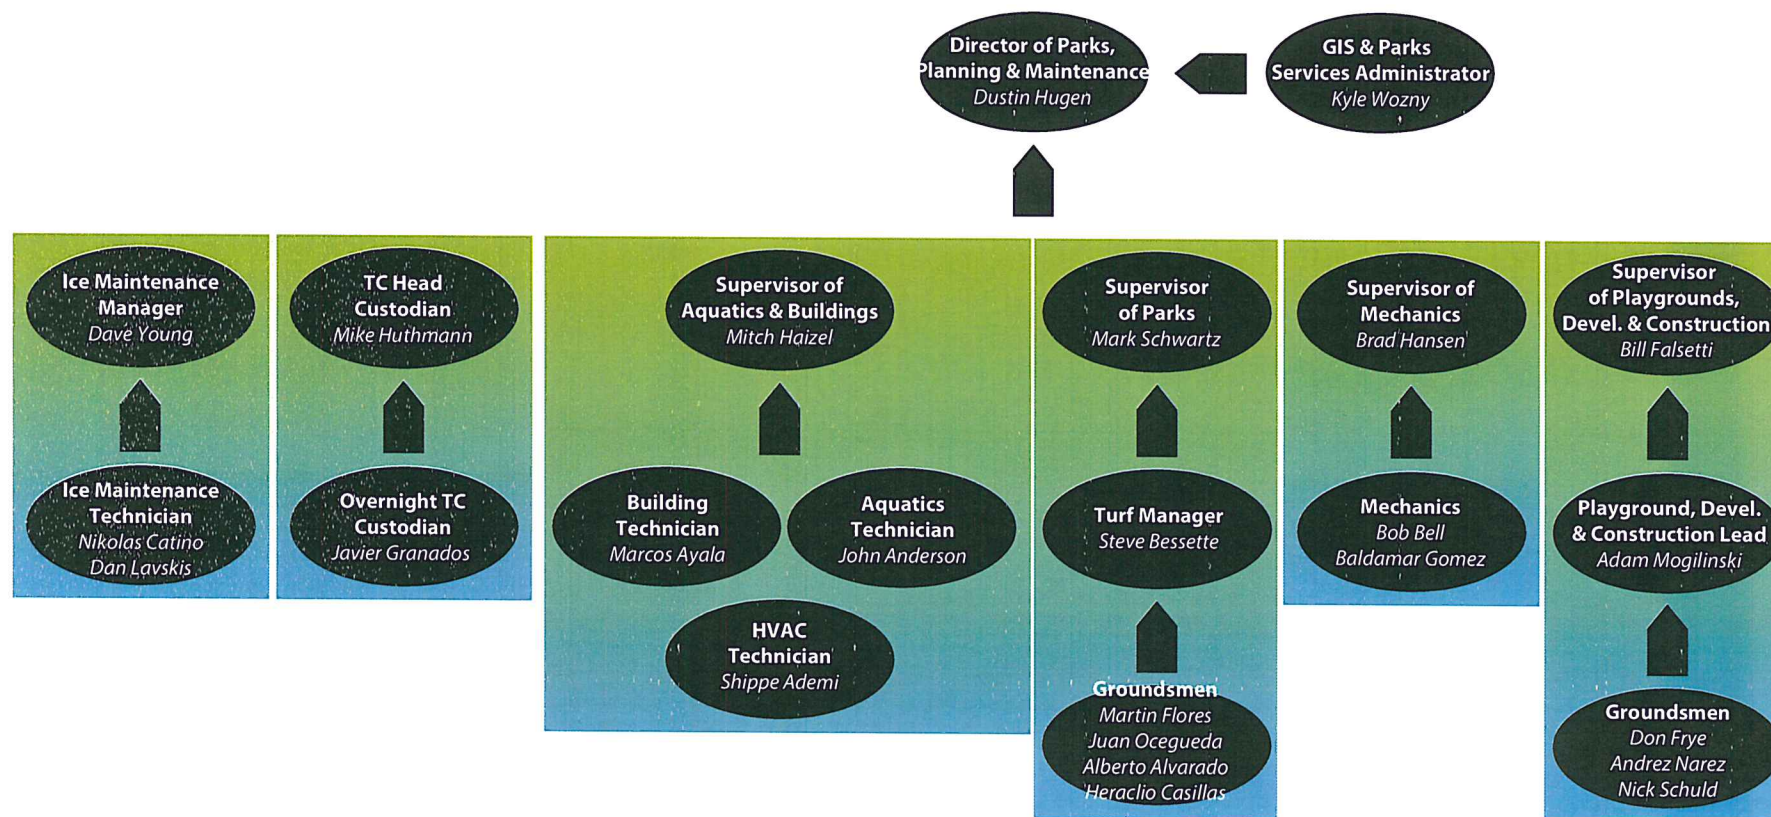 Director of Parks,
Planning & Maintenance
Dustin Hugen
GIS & Parks
Services Administrator
Kyle Wozny
Ice Maintenance
Manager
Dave Young
TC Head
Custodian
Mike Huthmann
Supervisor of
Aquatics & Buildings
Mitch Haizel
Supervisor
of Parks
Mark Schwartz
Supervisor of
Mechanics
Brad Hansen
Supervisor
of Playgrounds,
Devel. & Construction
Bill Falsetti
Ice Maintenance
Technician
Nikolas Catino
Dan Lavskis
Overnight TC
Custodian
Javier Granados
Building
Technician
Marcos Ayala
Aquatics
Technician
John Anderson
Turf Manager
Steve Bessette
Mechanics
Bob Bell
Baldamar Gomez
Playground, Devel.
& Construction Lead
Adam Mogilinski
HVAC
Technician
Shippe Ademi
Groundsmen
Martin Flores
Juan Ocegueda
Alberto Alvarado
Heraclio Casillas
Groundsmen
Don Frye
Andrez Narez
Nick Schuld